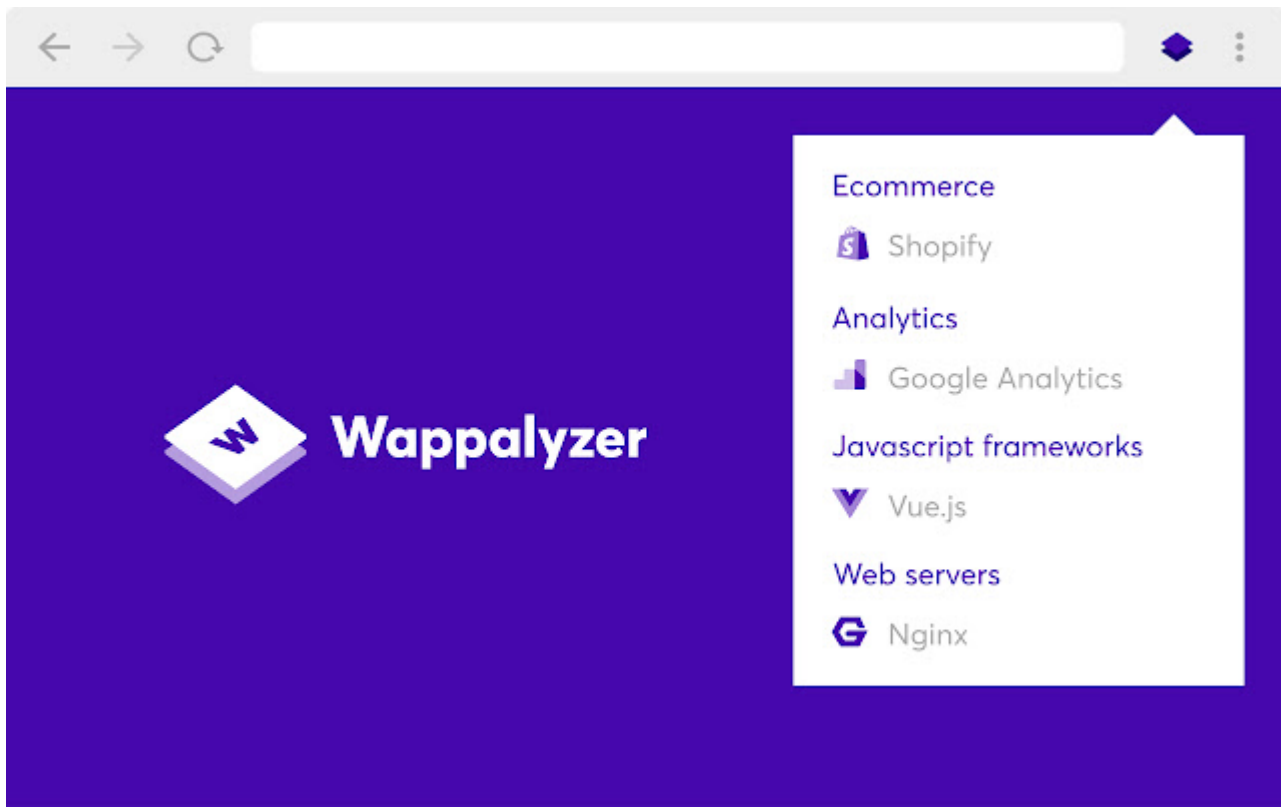 W Wappalyzer
Ecommerce
Shopify
Analytics
Google Analytics
Javascript frameworks
Vue.js
Web servers
Nginx